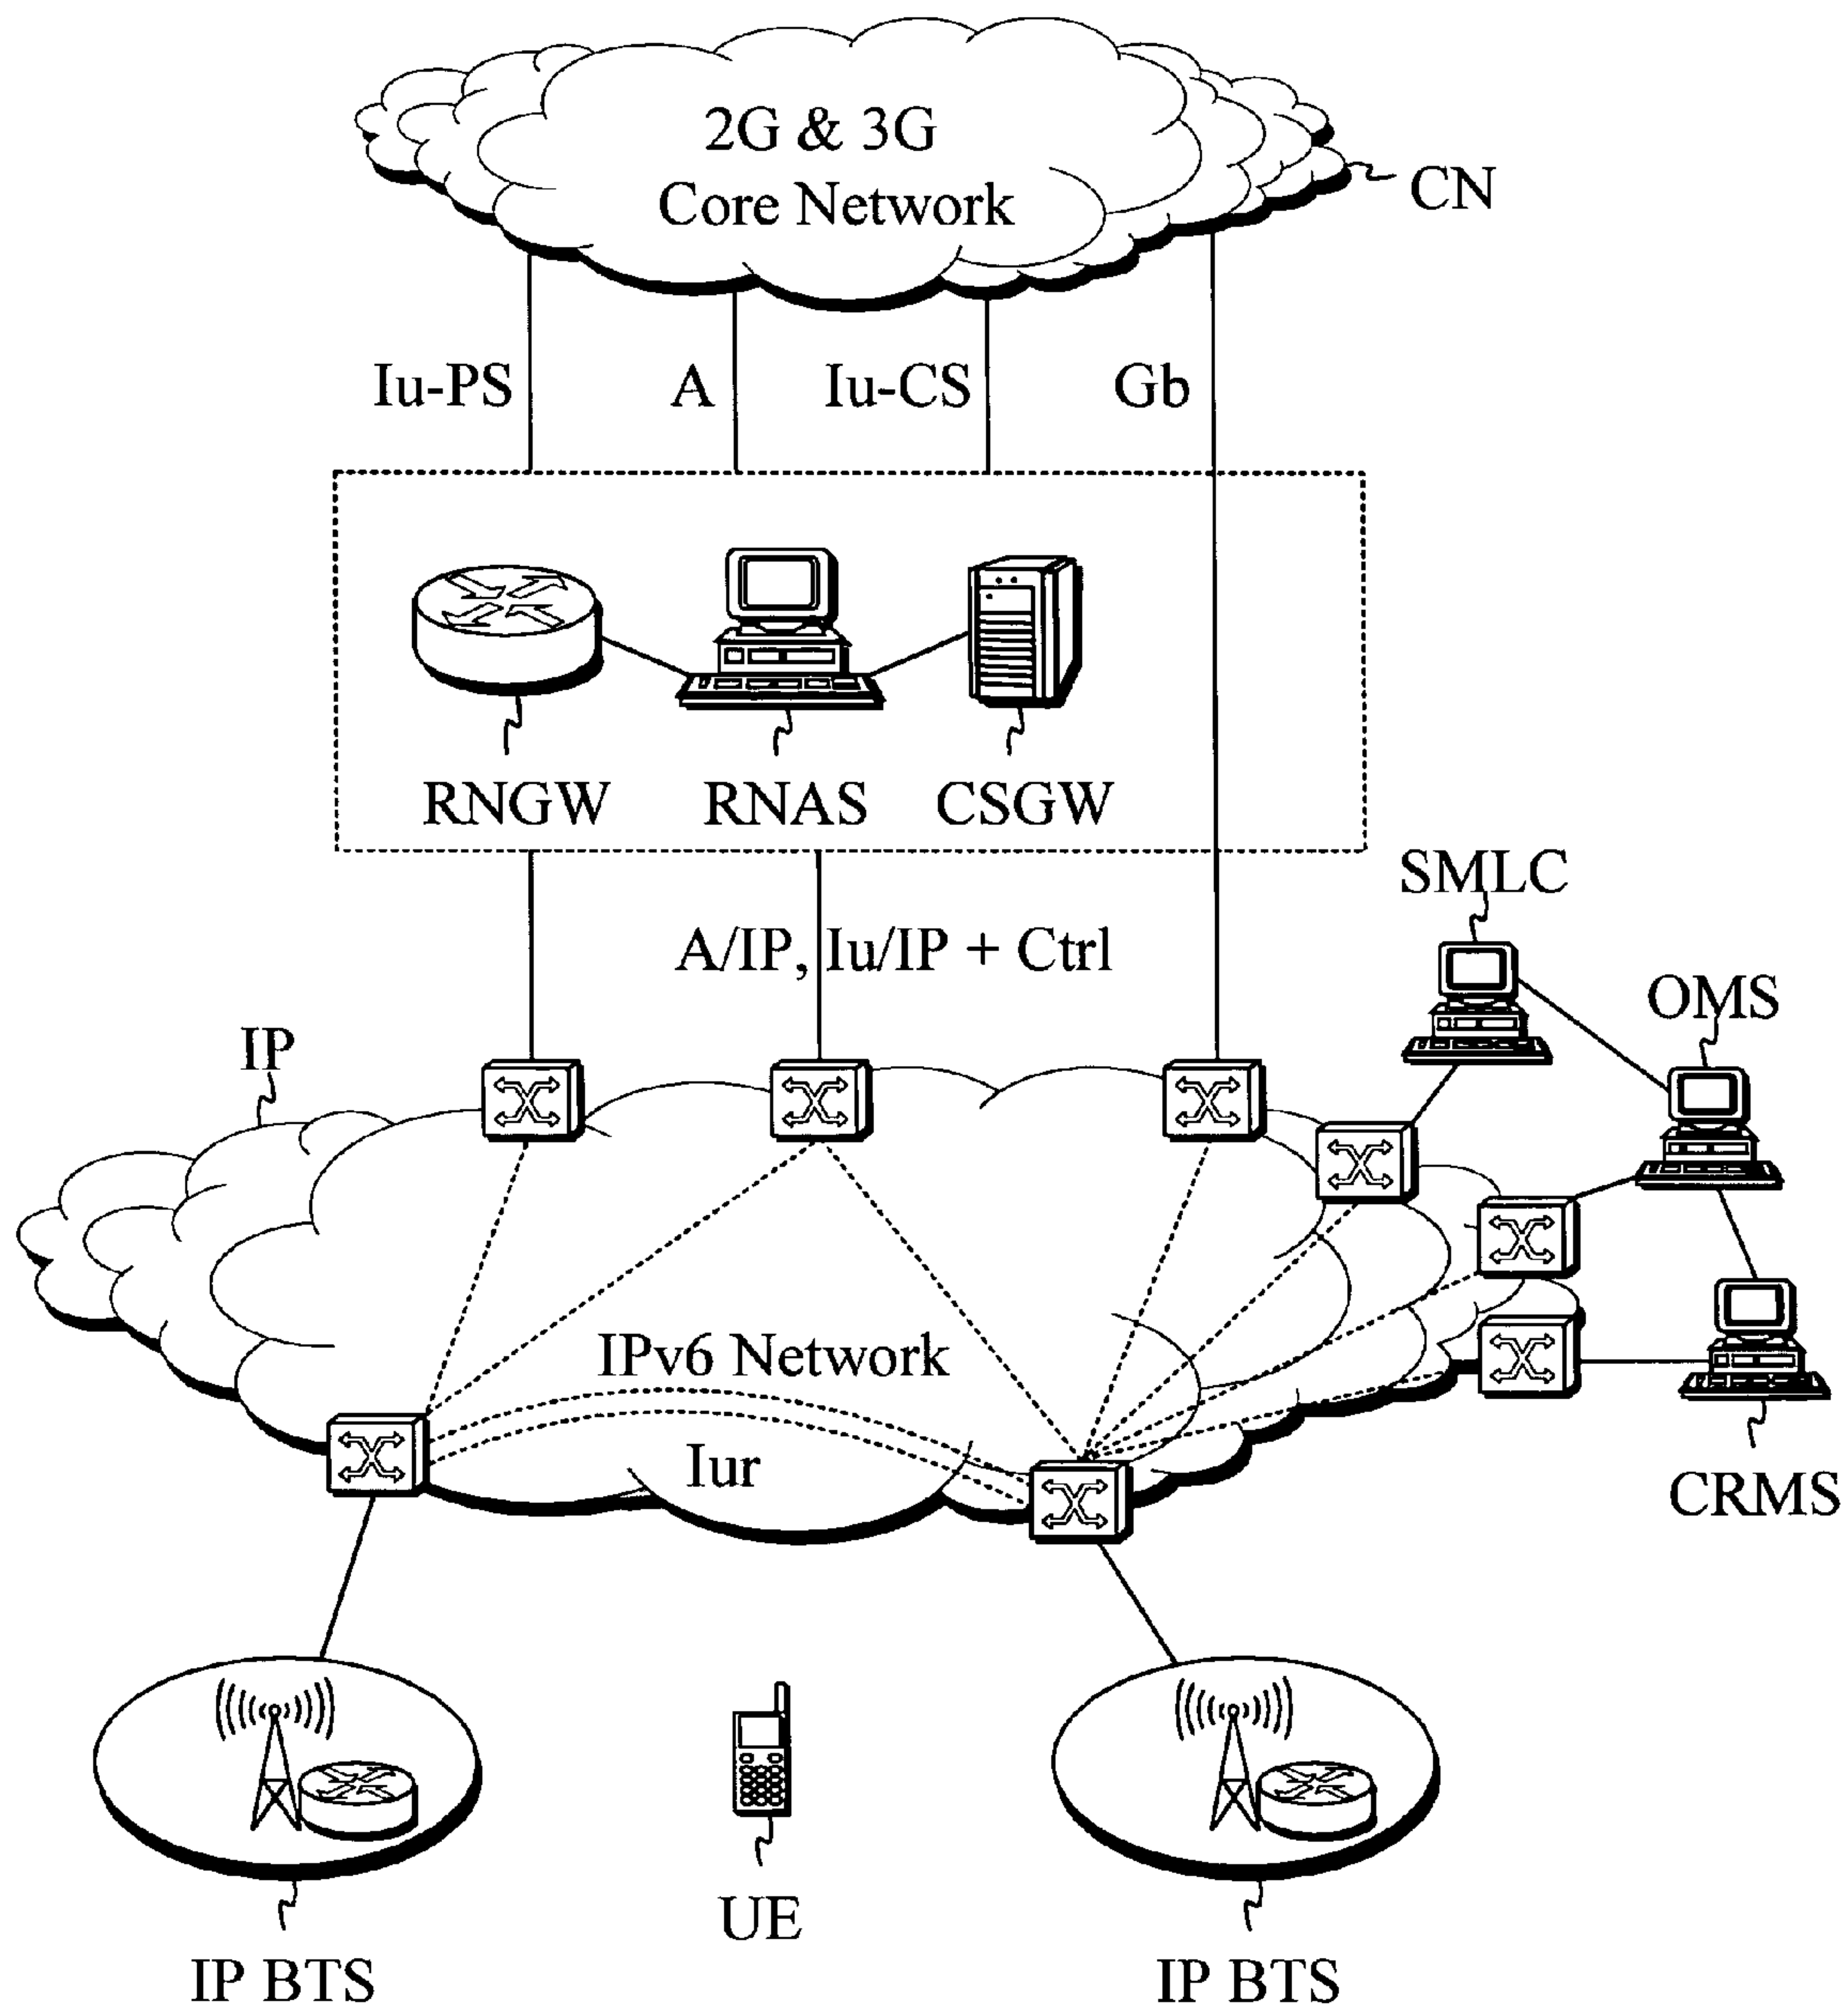 2G & 3G
Core Network
CN
Iu-PS
A
Iu-CS
Gb
RNGW
RNAS
CSGW
SMLC
A/IP, Iu/IP + Ctrl
OMS
IP
IPv6 Network
Iur
CRMS
UE
IP BTS
IP BTS